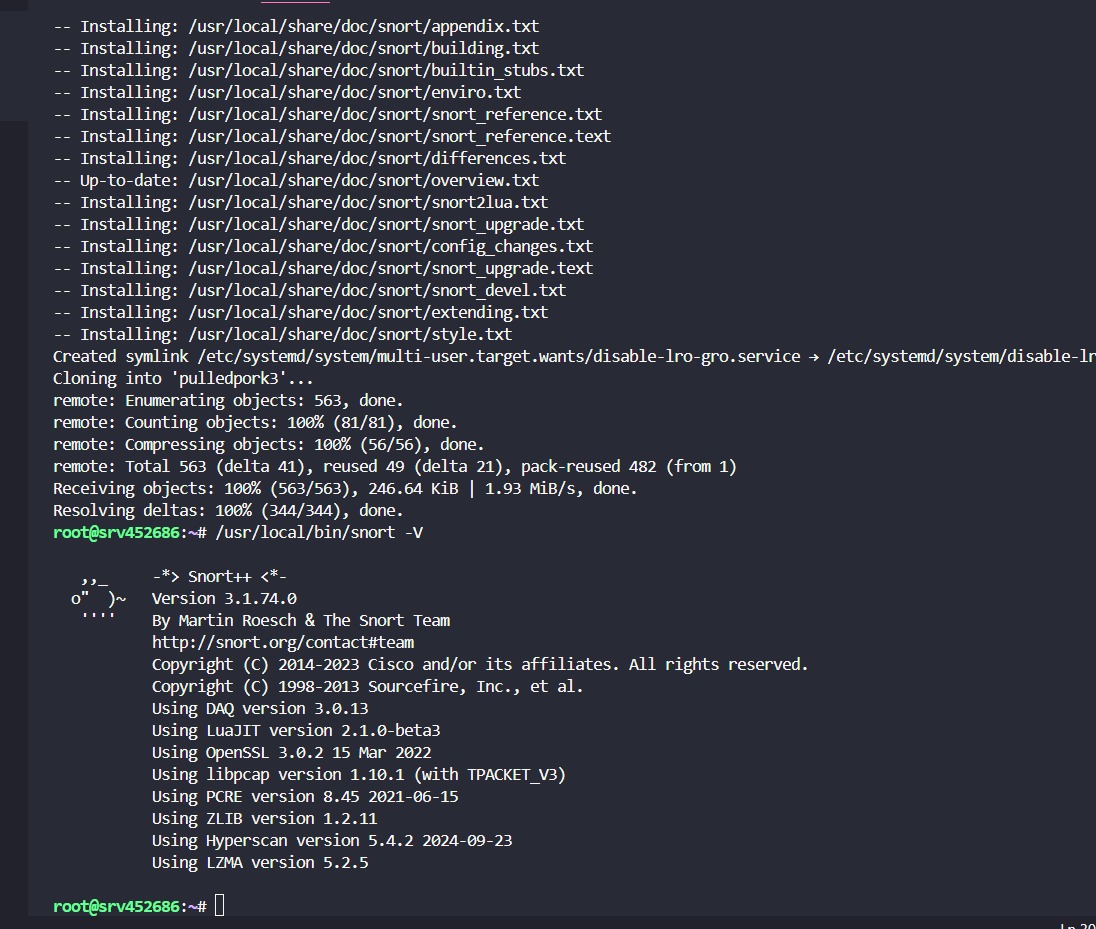 -- Installing: /usr/local/share/doc/snort/appendix.txt
-- Installing: /usr/local/share/doc/snort/building.txt
-- Installing: /usr/local/share/doc/snort/builtin_stubs.txt
-- Installing: /usr/local/share/doc/snort/enviro.txt
-- Installing: /usr/local/share/doc/snort/snort_reference.txt
-- Installing: /usr/local/share/doc/snort/snort_reference.text
-- Installing: /usr/local/share/doc/snort/differences.txt
-- Up-to-date: /usr/local/share/doc/snort/overview.txt
-- Installing: /usr/local/share/doc/snort/snort2lua.txt
-- Installing: /usr/local/share/doc/snort/snort_upgrade.txt
-- Installing: /usr/local/share/doc/snort/config_changes.txt
-- Installing: /usr/local/share/doc/snort/snort_upgrade.text
-- Installing: /usr/local/share/doc/snort/snort_devel.txt
-- Installing: /usr/local/share/doc/snort/extending.txt
-- Installing: /usr/local/share/doc/snort/style.txt
Created symlink /etc/systemd/system/multi-user.target.wants/disable-lro-gro.service → /etc/systemd/system/disable-lr
Cloning into 'pulledpork3'...
remote: Enumerating objects: 563, done.
remote: Counting objects: 100% (81/81), done.
remote: Compressing objects: 100% (56/56), done.
remote: Total 563 (delta 41), reused 49 (delta 21), pack-reused 482 (from 1)
Receiving objects: 100% (563/563), 246.64 KiB | 1.93 MiB/s, done.
Resolving deltas: 100% (344/344), done.
root@srv452686:~# /usr/local/bin/snort -V

   ,,_     -*> Snort++ <*-
  o"  )~   Version 3.1.74.0
   ''''    By Martin Roesch & The Snort Team
           http://snort.org/contact#team
           Copyright (C) 2014-2023 Cisco and/or its affiliates. All rights reserved.
           Copyright (C) 1998-2013 Sourcefire, Inc., et al.
           Using DAQ version 3.0.13
           Using LuaJIT version 2.1.0-beta3
           Using OpenSSL 3.0.2 15 Mar 2022
           Using libpcap version 1.10.1 (with TPACKET_V3)
           Using PCRE version 8.45 2021-06-15
           Using ZLIB version 1.2.11
           Using Hyperscan version 5.4.2 2024-09-23
           Using LZMA version 5.2.5

root@srv452686:~#